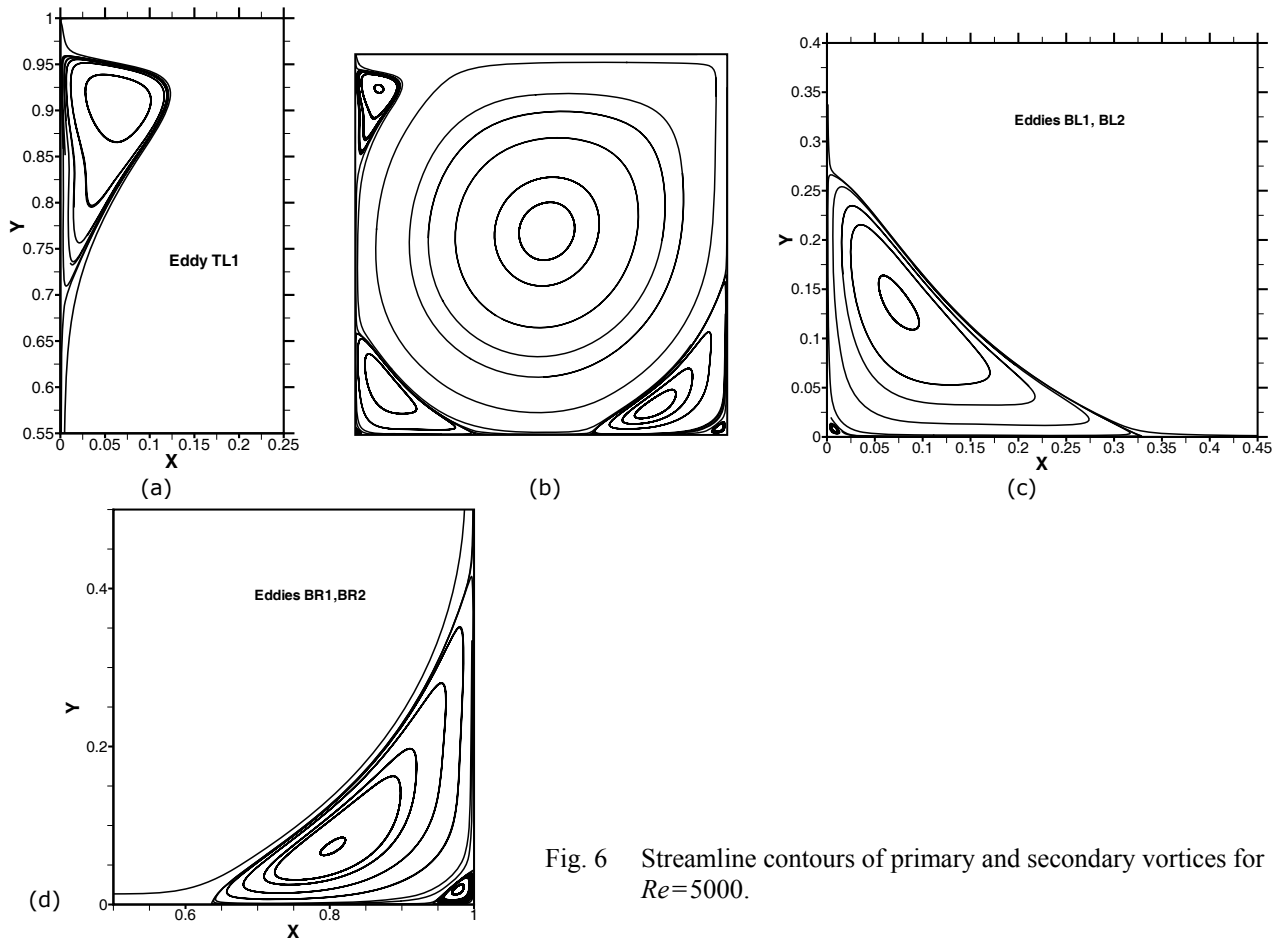 1
0.95
0.9
0.85
0.8
0.75
0.7
0.65
0.6
0.55
Y
Eddy TL1
0 0.05 0.1 0.15 0.2 0.25
X
(a)
(b)
0.4
0.35
0.3
0.25
0.2
0.15
0.1
0.05
0
Y
Eddies BL1, BL2
0.05 0.1 0.15 0.2 0.25 0.3 0.35 0.4 0.45
X
(c)
0.4
0.2
0
Y
Eddies BR1,BR2
0.6 0.8 1
X
(d)
Fig. 6 Streamline contours of primary and secondary vortices for
Re=5000.